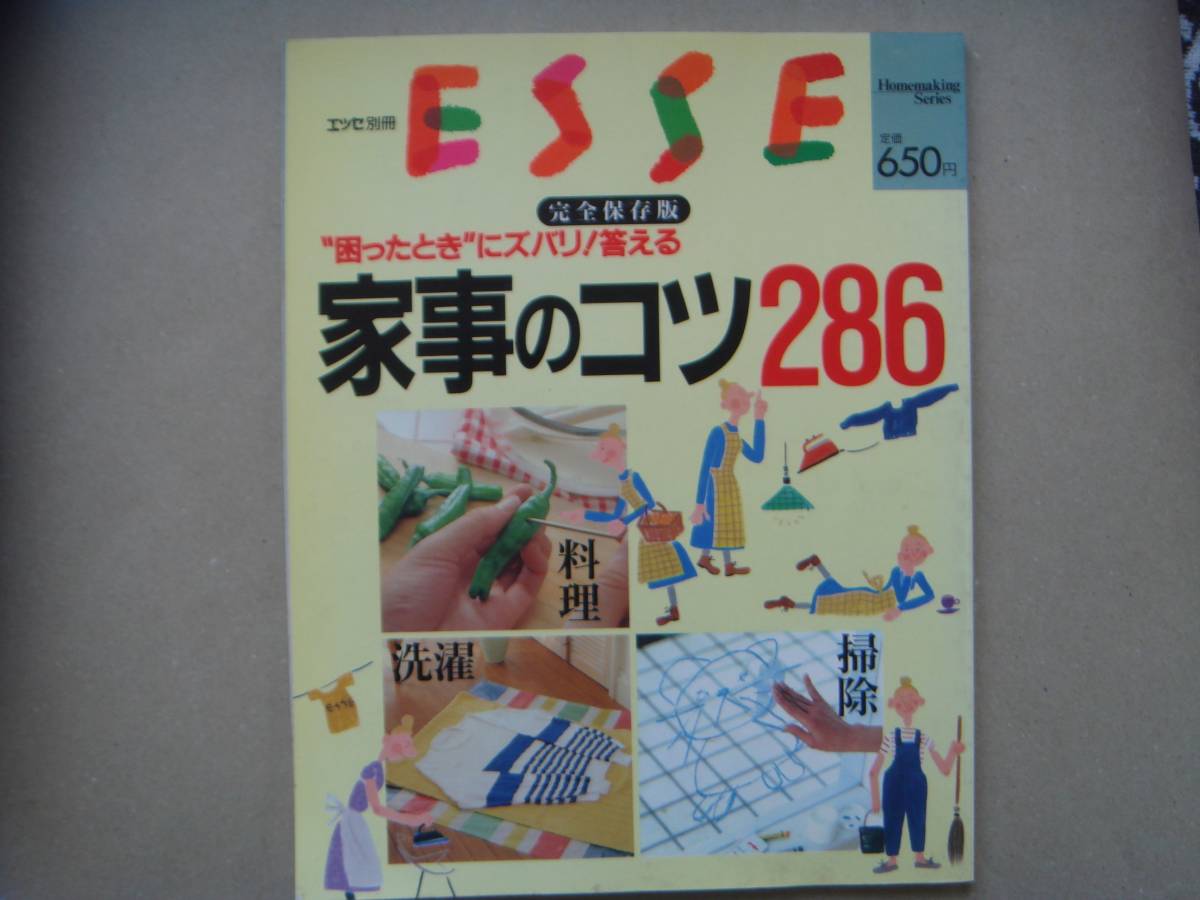 エッセ別冊
ESSE
Homemaking
Series
定価
650円
完全保存版
“困ったとき”にズバリ!答える
家事のコツ286
料理
洗濯
掃除